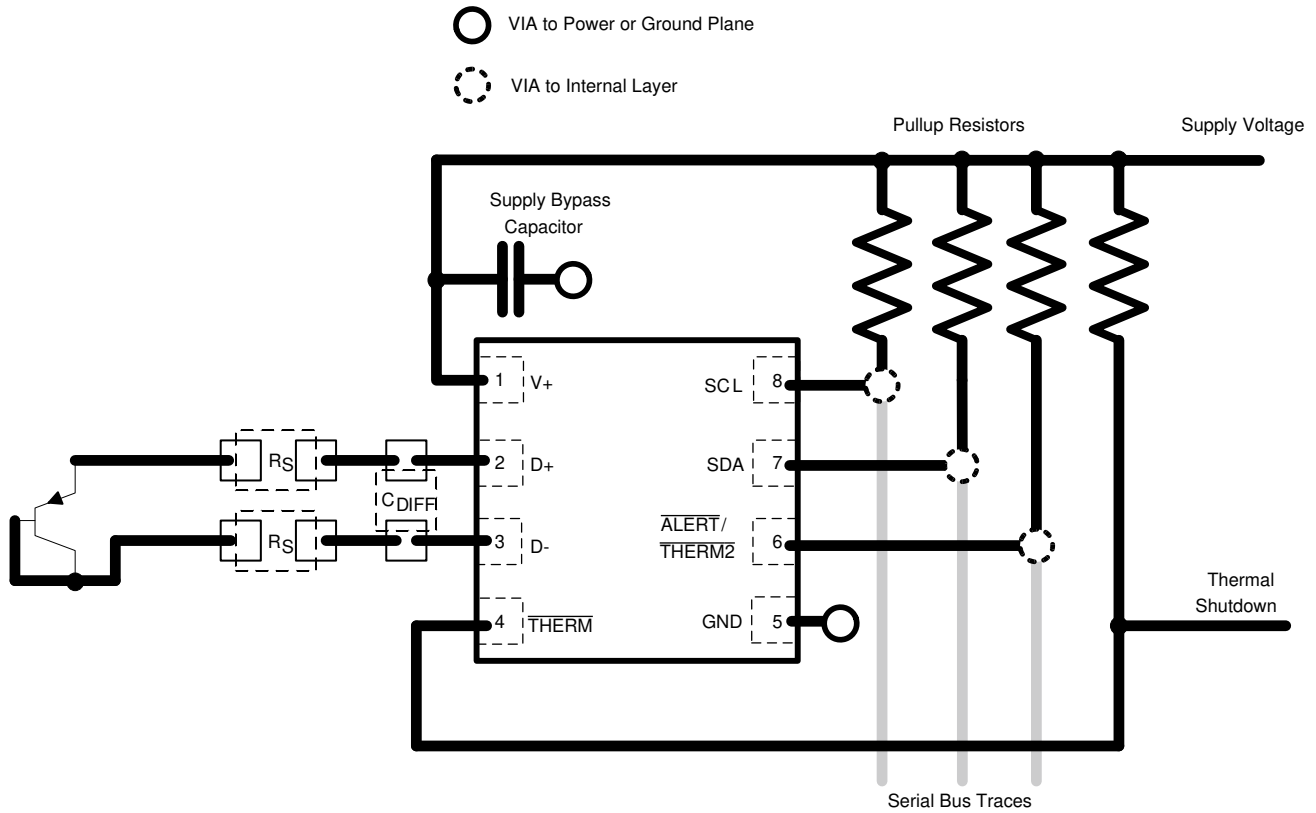 VIA to Power or Ground Plane
VIA to Internal Layer
Pullup Resistors
Supply Voltage
Supply Bypass
Capacitor
1 V+
SCL 8
RS
2 D+
SDA 7
CDIFF
RS
3 D-
ALERT/
THERM2
6
4 THERM
GND 5
Thermal
Shutdown
Serial Bus Traces